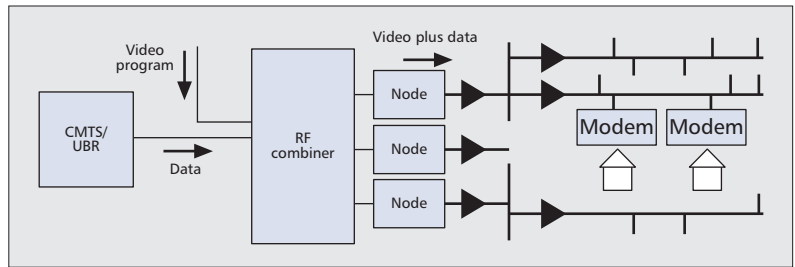 Video
program
Video plus data
CMTS/
UBR
Data
RF
combiner
Node
Node
Node
Modem
Modem